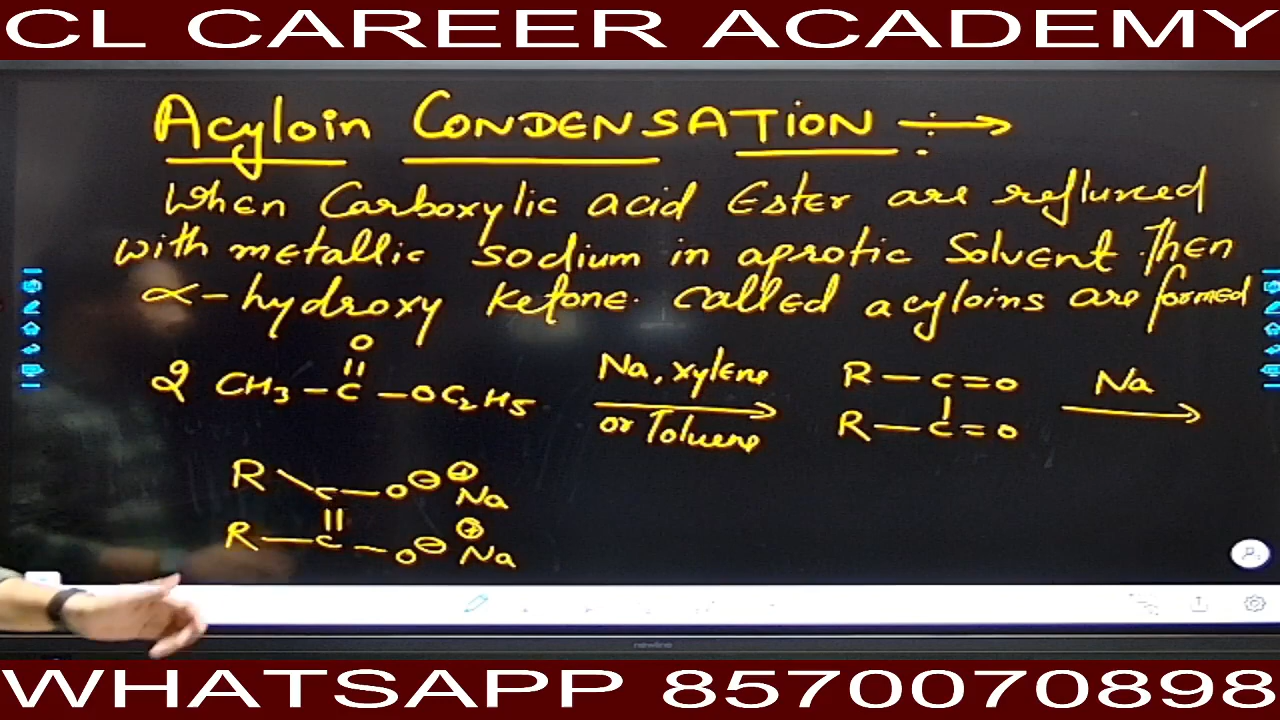 CL CAREER ACADEMY
Acyloin CONDENSATION :→
When Carboxylic acid Ester are refluxed
with metallic sodium in aprotic Solvent. Then
α-hydroxy ketone. called acyloins are formed
O
||
2 CH3 - C - OC2H5 Na, xylene or Toluene → R - C = O Na →
|
R - C = O
R \ C - O⊖ ⊕Na
||
R - C - O⊖ ⊕Na
newline
WHATSAPP 8570070898